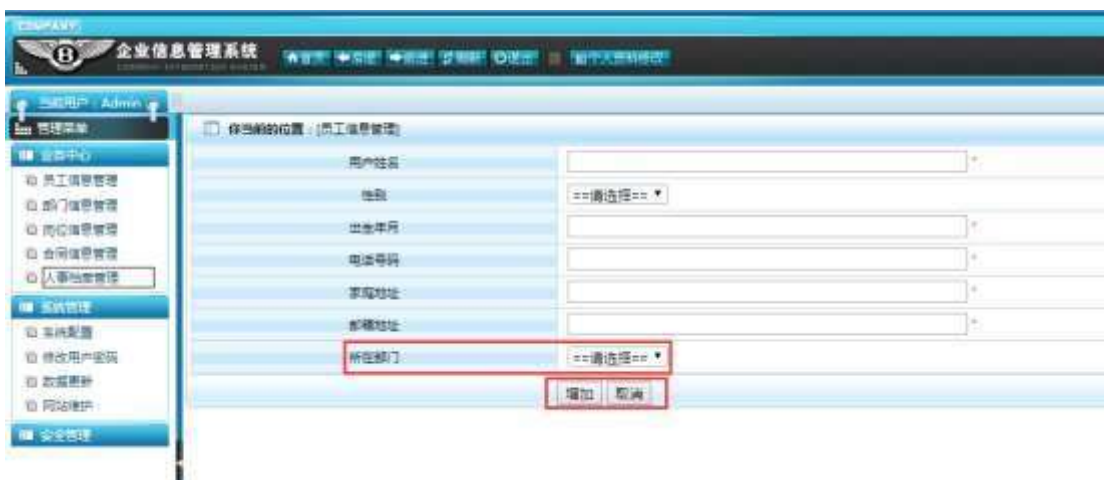 COMPANY
企业信息管理系统
当前用户：Admin
管理菜单
你当前的位置：[员工信息管理]
业务中心
用户姓名 *
员工信息管理
性别 ==请选择==
部门信息管理
岗位信息管理
出生年月 *
合同信息管理
电话号码 *
人事档案管理
家庭地址 *
系统管理
邮箱地址 *
系统配置
修改用户密码
所在部门 ==请选择==
数据更新
增加 取消
网站维护
安全管理